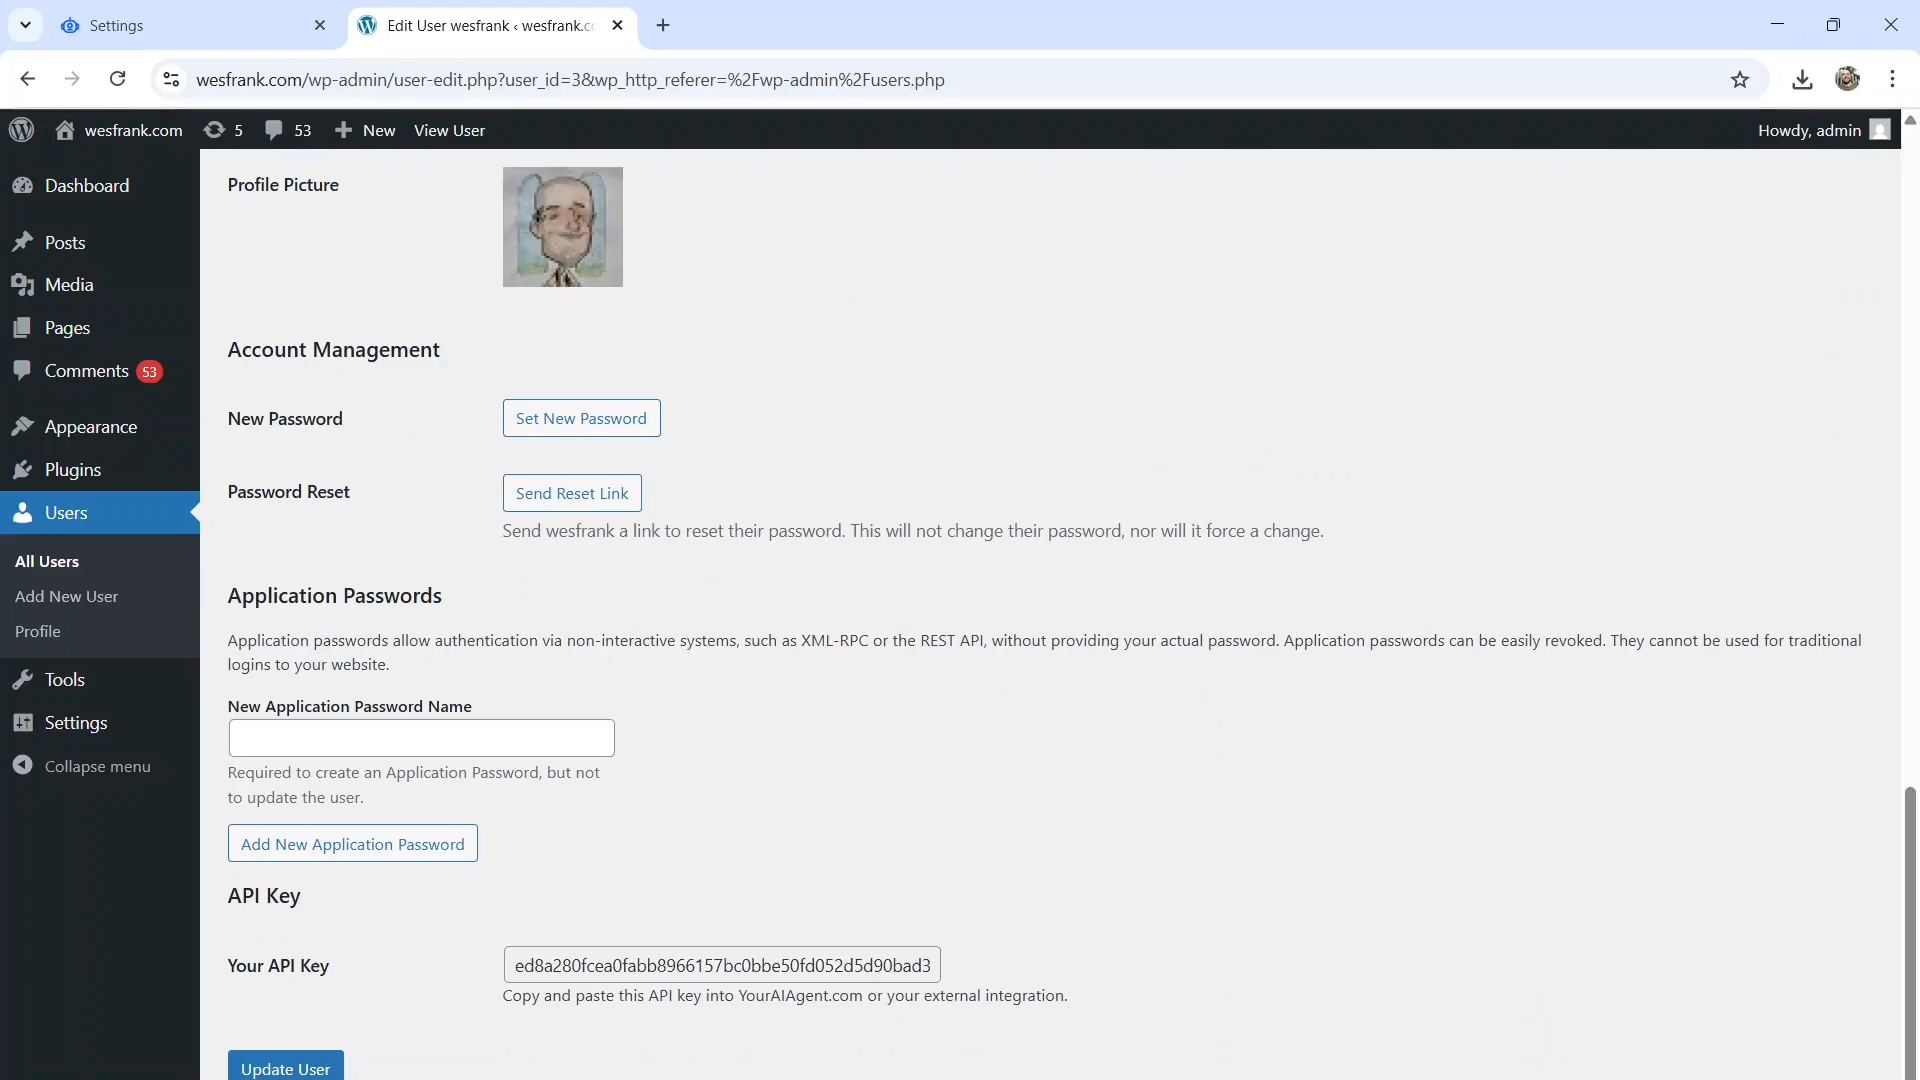 Settings
Edit User wesfrank ‹ wesfrank.co
wesfrank.com/wp-admin/user-edit.php?user_id=3&wp_http_referer=%2Fwp-admin%2Fusers.php
wesfrank.com
5
53
New
View User
Howdy, admin
Dashboard
Posts
Media
Pages
Comments 53
Appearance
Plugins
Users
All Users
Add New User
Profile
Tools
Settings
Collapse menu
Profile Picture
Account Management
New Password
Set New Password
Password Reset
Send Reset Link
Send wesfrank a link to reset their password. This will not change their password, nor will it force a change.
Application Passwords
Application passwords allow authentication via non-interactive systems, such as XML-RPC or the REST API, without providing your actual password. Application passwords can be easily revoked. They cannot be used for traditional
logins to your website.
New Application Password Name
Required to create an Application Password, but not
to update the user.
Add New Application Password
API Key
Your API Key
ed8a280fcea0fabb8966157bc0bbe50fd052d5d90bad3
Copy and paste this API key into YourAIAgent.com or your external integration.
Update User